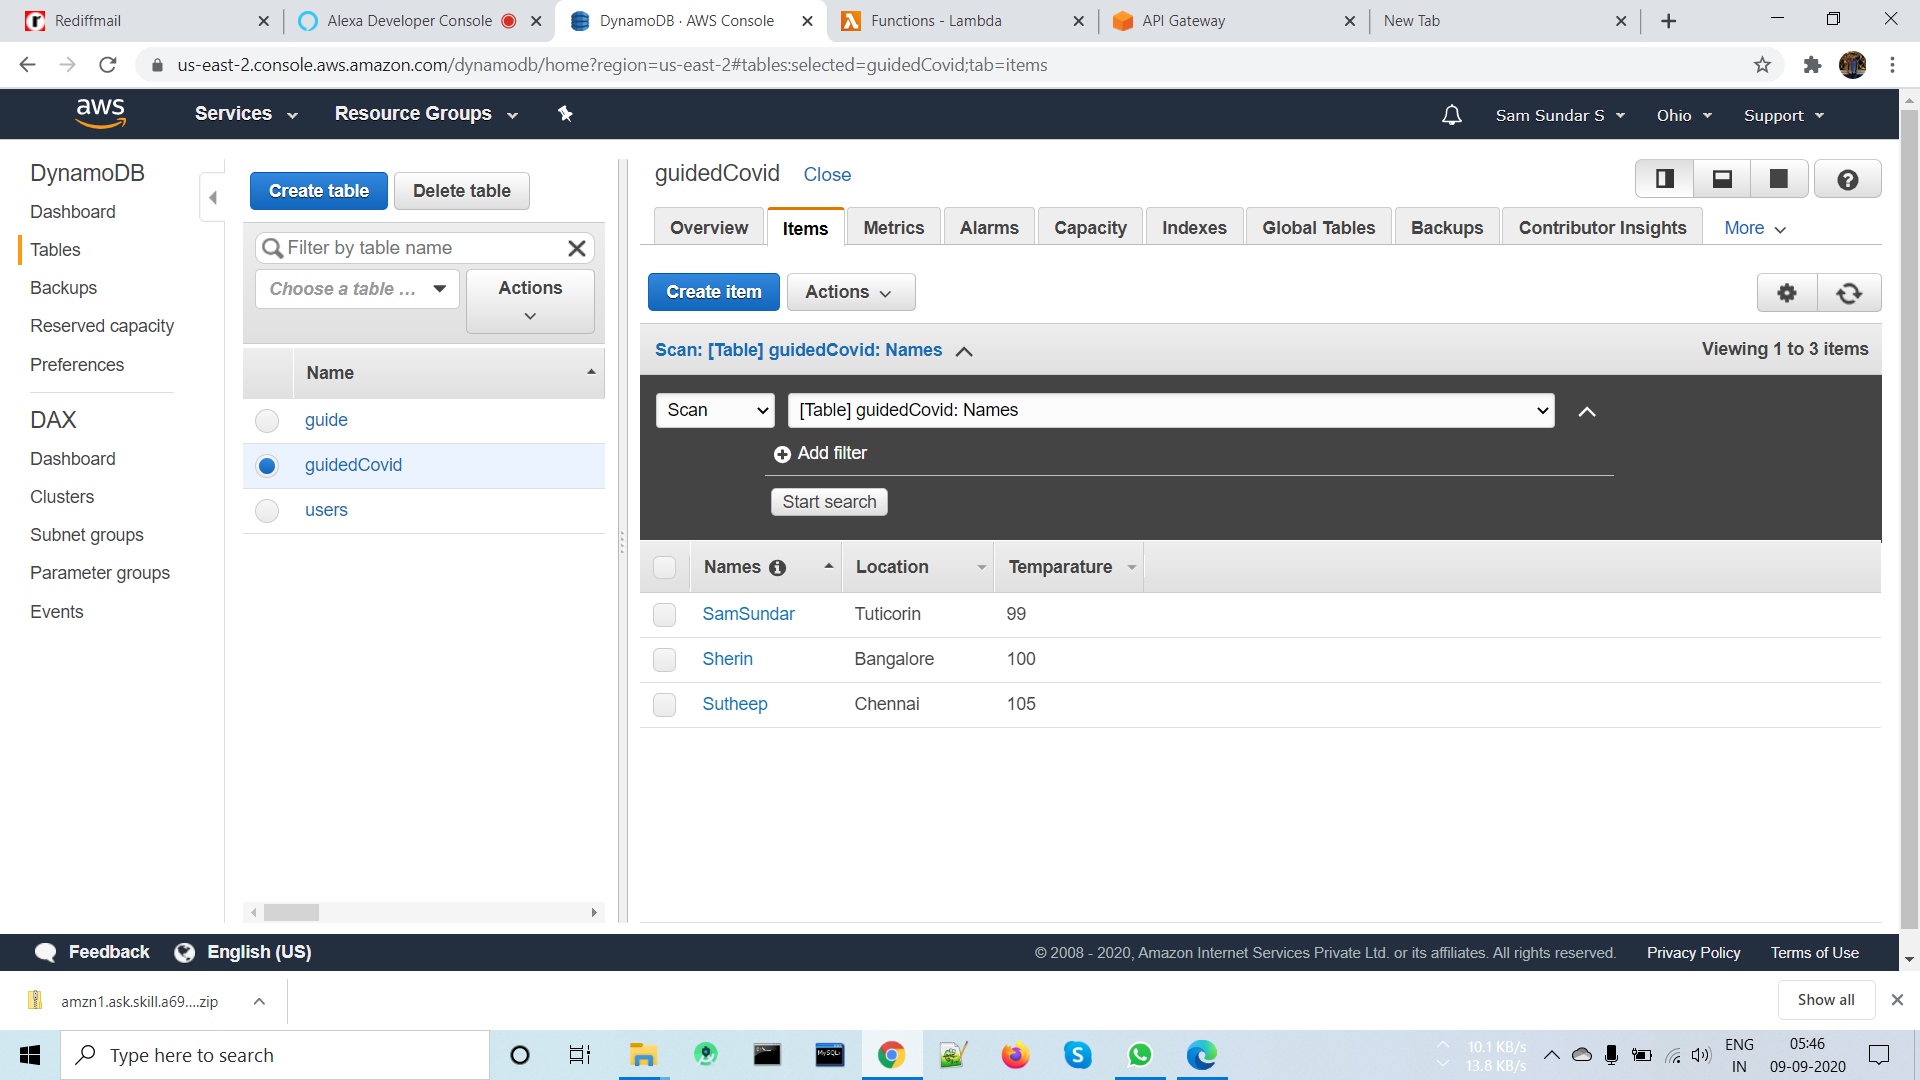 Rediffmail
Alexa Developer Console
DynamoDB · AWS Console
Functions - Lambda
API Gateway
New Tab
us-east-2.console.aws.amazon.com/dynamodb/home?region=us-east-2#tables:selected=guidedCovid;tab=items
aws
Services
Resource Groups
Sam Sundar S
Ohio
Support
DynamoDB
Dashboard
Tables
Backups
Reserved capacity
Preferences
DAX
Dashboard
Clusters
Subnet groups
Parameter groups
Events
Create table
Delete table
Filter by table name
Choose a table ...
Actions
Name
guide
guidedCovid
users
guidedCovid
Close
Overview
Items
Metrics
Alarms
Capacity
Indexes
Global Tables
Backups
Contributor Insights
More
Create item
Actions
Scan: [Table] guidedCovid: Names
Viewing 1 to 3 items
Scan
[Table] guidedCovid: Names
Add filter
Start search
Names Location Temparature
SamSundar Tuticorin 99
Sherin Bangalore 100
Sutheep Chennai 105
Feedback
English (US)
© 2008 - 2020, Amazon Internet Services Private Ltd. or its affiliates. All rights reserved.
Privacy Policy
Terms of Use
amzn1.ask.skill.a69....zip
Show all
Type here to search
MySQL
10.1 KB/s
13.8 KB/s
ENG
IN
05:46
09-09-2020